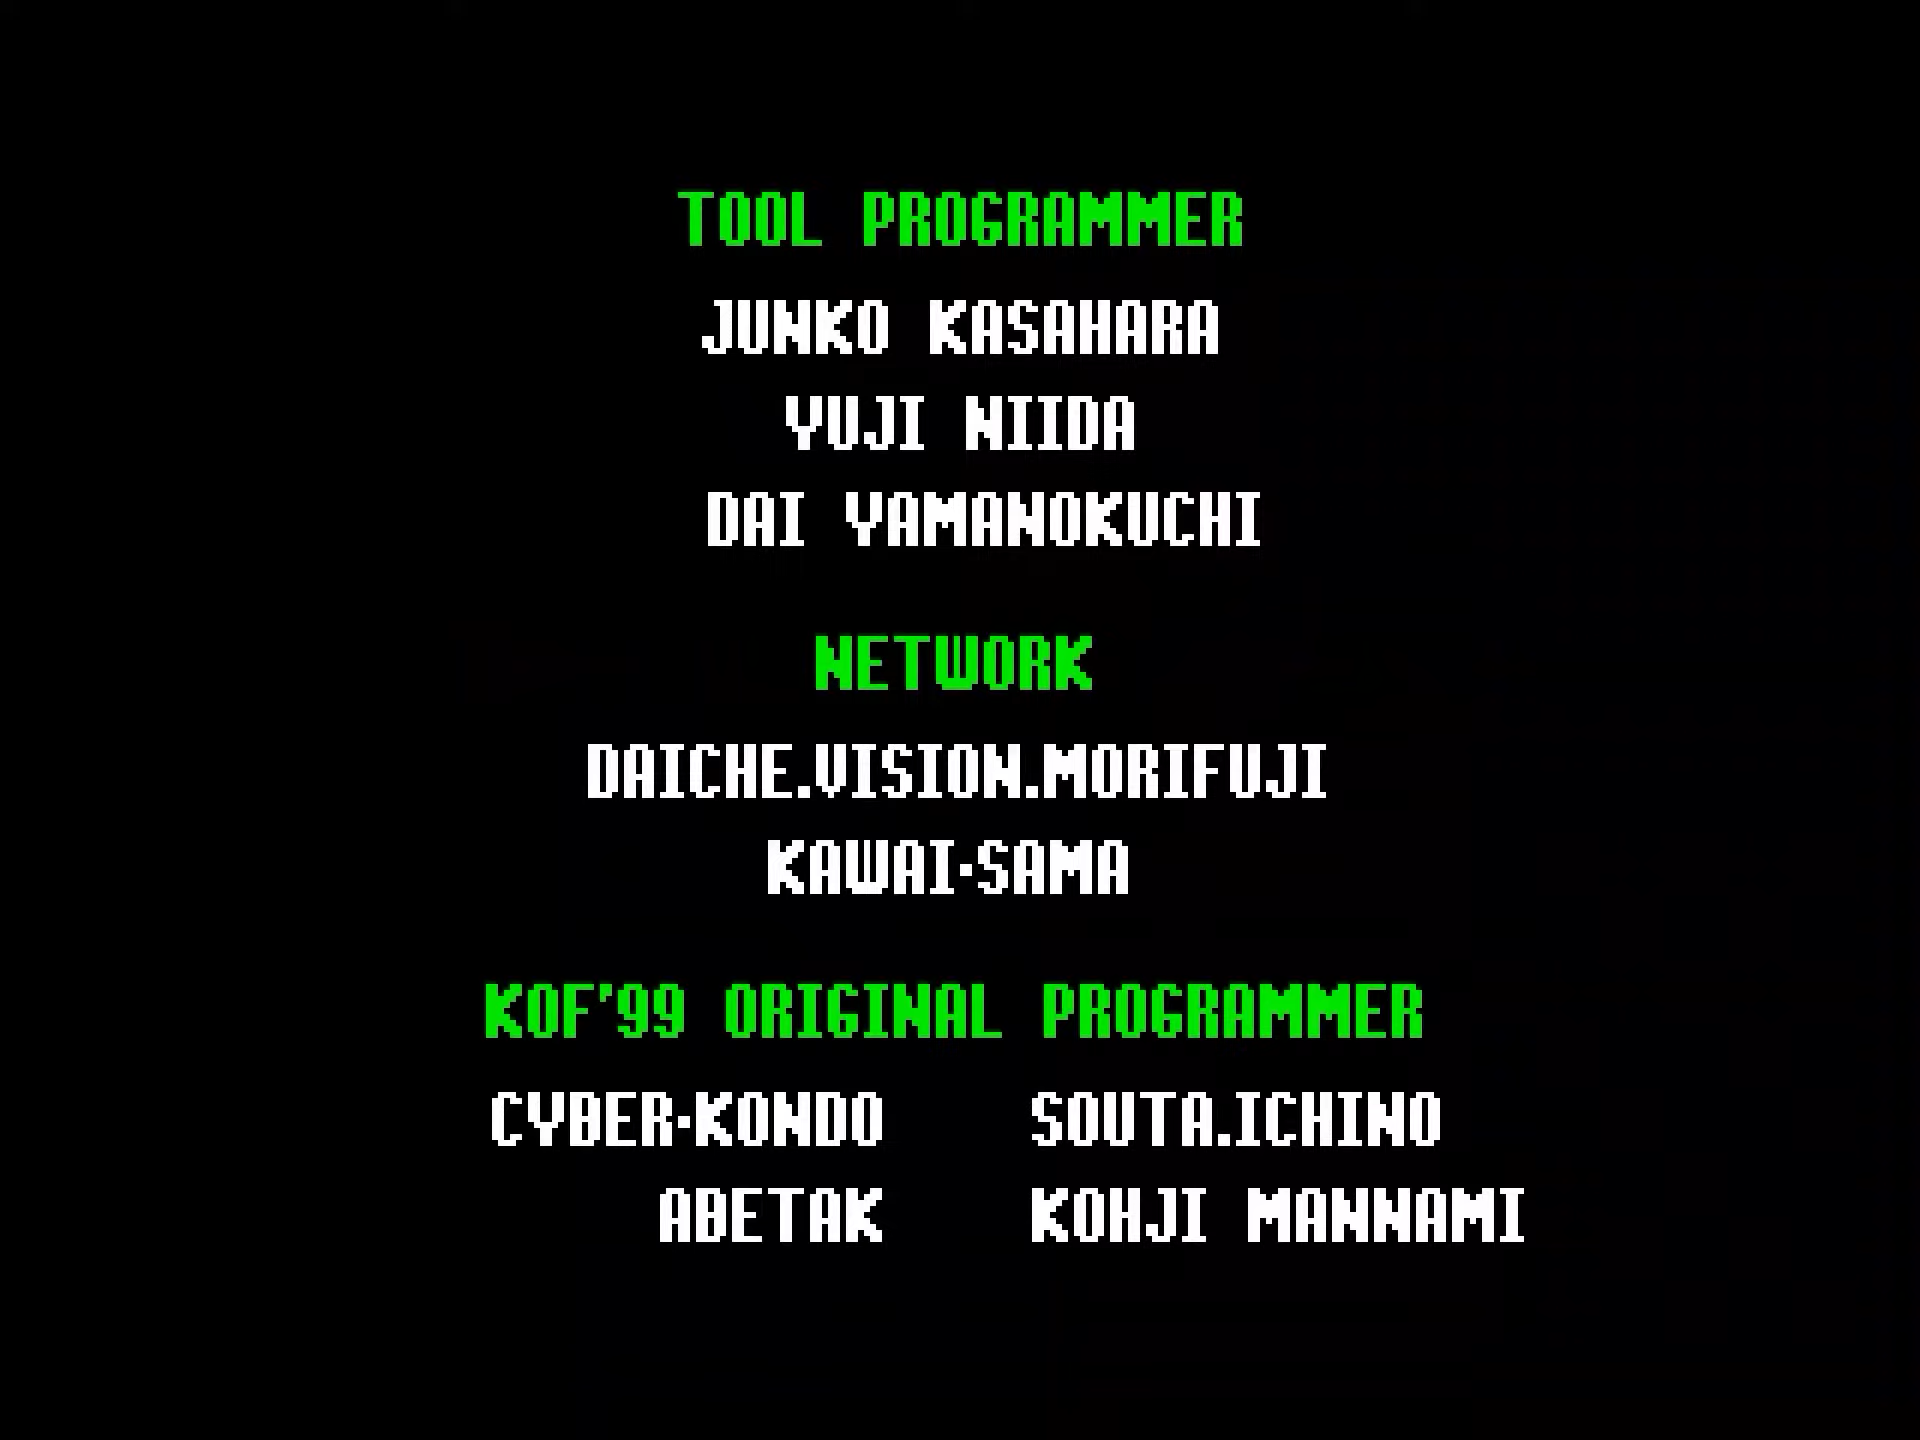 TOOL PROGRAMMER
JUNKO KASAHARA
YUJI NIIDA
DAI YAMANOKUCHI
NETWORK
DAICHE.VISION.MORIFUJI
KAWAI·SAMA
KOF'99 ORIGINAL PROGRAMMER
CYBER·KONDO SOUTA.ICHINO
ABETAK KOHJI MANNAMI